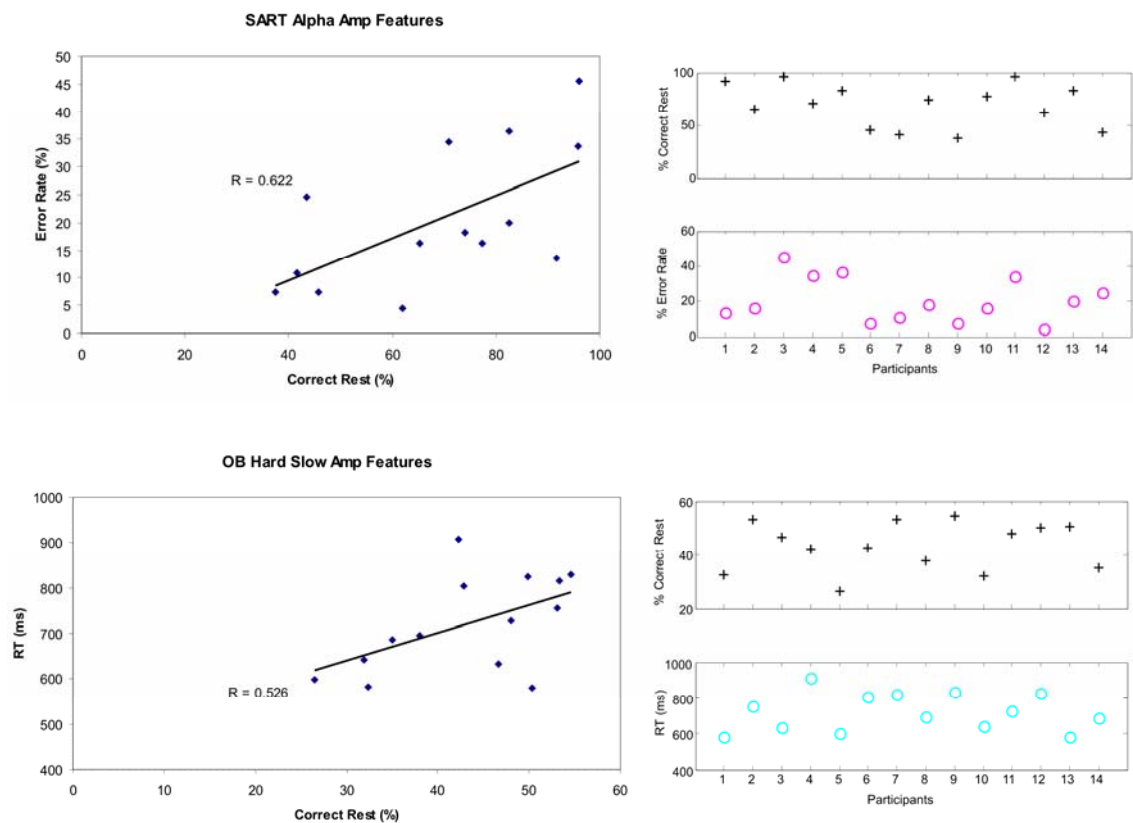 SART Alpha Amp Features
50
45
40
35
30
25
20
15
10
5
0
Error Rate (%)
R = 0.622
0 20 40 60 80 100
Correct Rest (%)
100
50
0
% Correct Rest
60
40
20
0
% Error Rate
1 2 3 4 5 6 7 8 9 10 11 12 13 14
Participants
OB Hard Slow Amp Features
1000
900
800
700
600
500
400
RT (ms)
R = 0.526
0 10 20 30 40 50 60
Correct Rest (%)
60
40
20
% Correct Rest
1000
800
600
400
RT (ms)
1 2 3 4 5 6 7 8 9 10 11 12 13 14
Participants